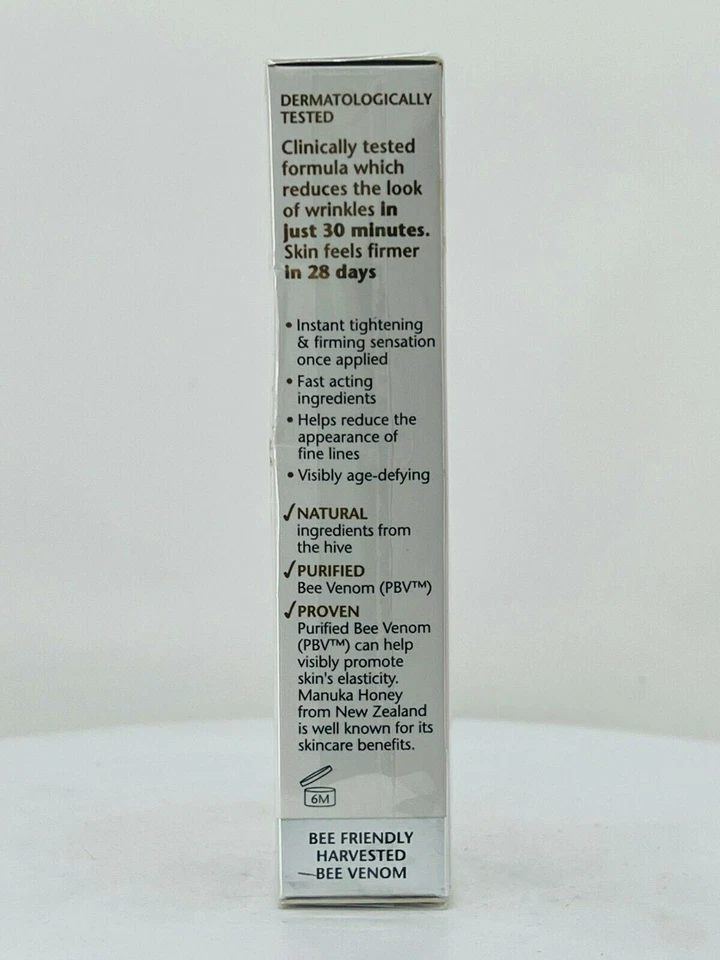 DERMATOLOGICALLY
TESTED
Clinically tested
formula which
reduces the look
of wrinkles in
just 30 minutes.
Skin feels firmer
in 28 days
• Instant tightening
& firming sensation
once applied
• Fast acting
ingredients
• Helps reduce the
appearance of
fine lines
• Visibly age-defying
✓NATURAL
ingredients from
the hive
✓PURIFIED
Bee Venom (PBV™)
✓PROVEN
Purified Bee Venom
(PBV™) can help
visibly promote
skin's elasticity.
Manuka Honey
from New Zealand
is well known for its
skincare benefits.
6M
BEE FRIENDLY
HARVESTED
BEE VENOM